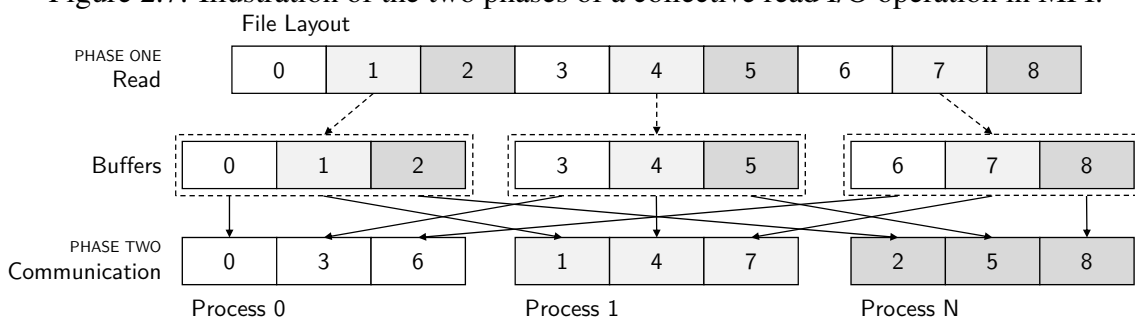 Figure 2.7: Illustration of the two phases of a collective read I/O operation in MPI.
File Layout
PHASE ONE
Read
0 1 2 3 4 5 6 7 8
Buffers
0 1 2 3 4 5 6 7 8
PHASE TWO
Communication
0 3 6 1 4 7 2 5 8
Process 0 Process 1 Process N